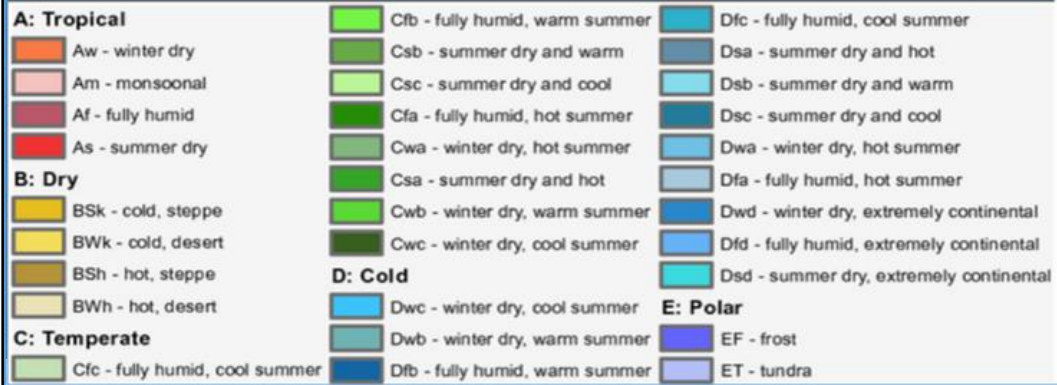 A: Tropical
Aw - winter dry
Am - monsoonal
Af - fully humid
As - summer dry
B: Dry
BSk - cold, steppe
BWk - cold, desert
BSh - hot, steppe
BWh - hot, desert
C: Temperate
Cfc - fully humid, cool summer
Cfb - fully humid, warm summer
Csb - summer dry and warm
Csc - summer dry and cool
Cfa - fully humid, hot summer
Cwa - winter dry, hot summer
Csa - summer dry and hot
Cwb - winter dry, warm summer
Cwc - winter dry, cool summer
D: Cold
Dwc - winter dry, cool summer
Dwb - winter dry, warm summer
Dfb - fully humid, warm summer
Dfc - fully humid, cool summer
Dsa - summer dry and hot
Dsb - summer dry and warm
Dsc - summer dry and cool
Dwa - winter dry, hot summer
Dfa - fully humid, hot summer
Dwd - winter dry, extremely continental
Dfd - fully humid, extremely continental
Dsd - summer dry, extremely continental
E: Polar
EF - frost
ET - tundra